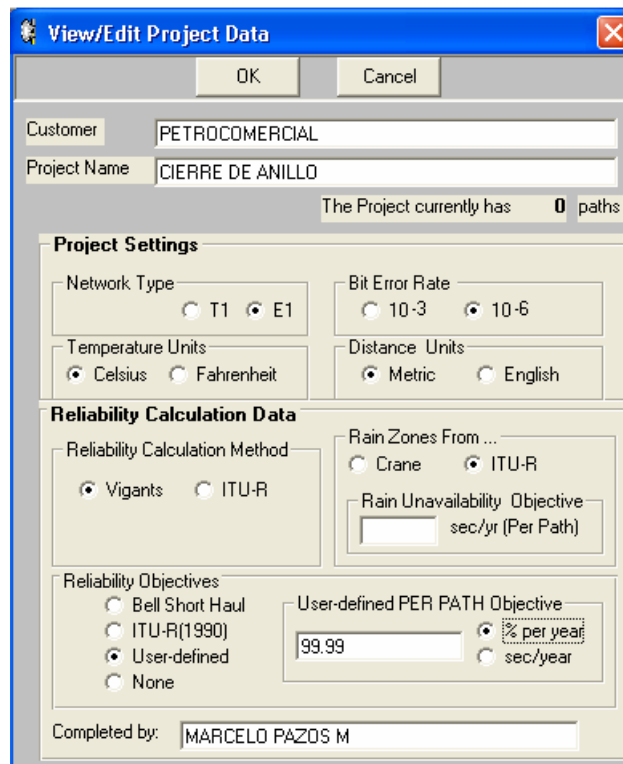 View/Edit Project Data
OK Cancel
Customer PETROCOMERCIAL
Project Name CIERRE DE ANILLO
The Project currently has 0 paths
Project Settings
Network Type Bit Error Rate
T1 E1 10-3 10-6
Temperature Units Distance Units
Celsius Fahrenheit Metric English
Reliability Calculation Data
Reliability Calculation Method
Vigants ITU-R
Rain Zones From ...
Crane ITU-R
Rain Unavailability Objective
sec/yr (Per Path)
Reliability Objectives
Bell Short Haul
ITU-R(1990)
User-defined
None
User-defined PER PATH Objective
99.99 % per year
sec/year
Completed by: MARCELO PAZOS M